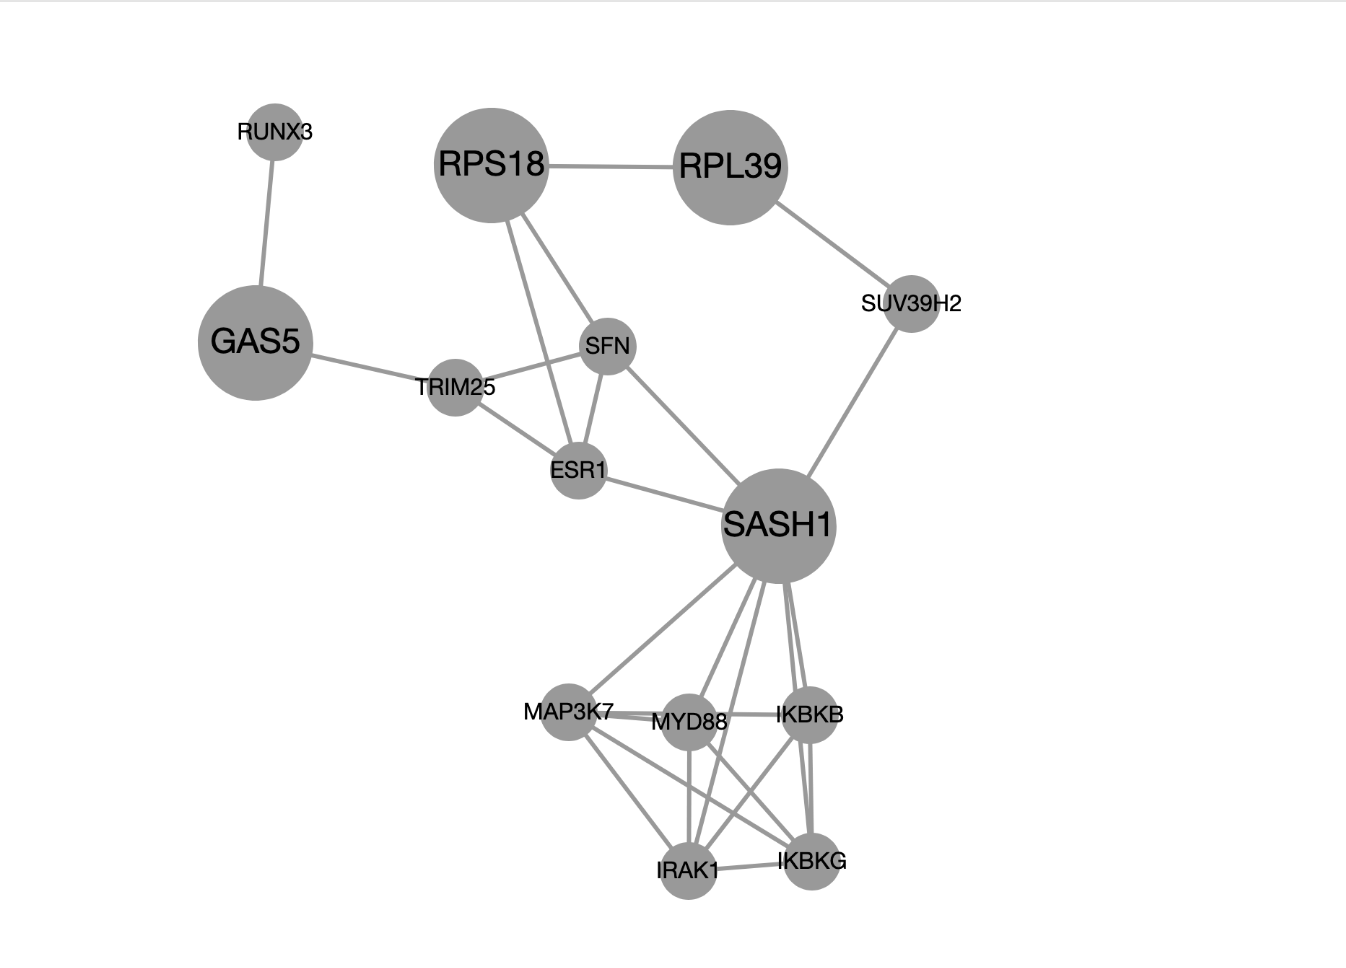 RUNX3
RPS18
RPL39
SUV39H2
GAS5
SFN
TRIM25
ESR1
SASH1
MAP3K7
MYD88
IKBKB
IRAK1
IKBKG